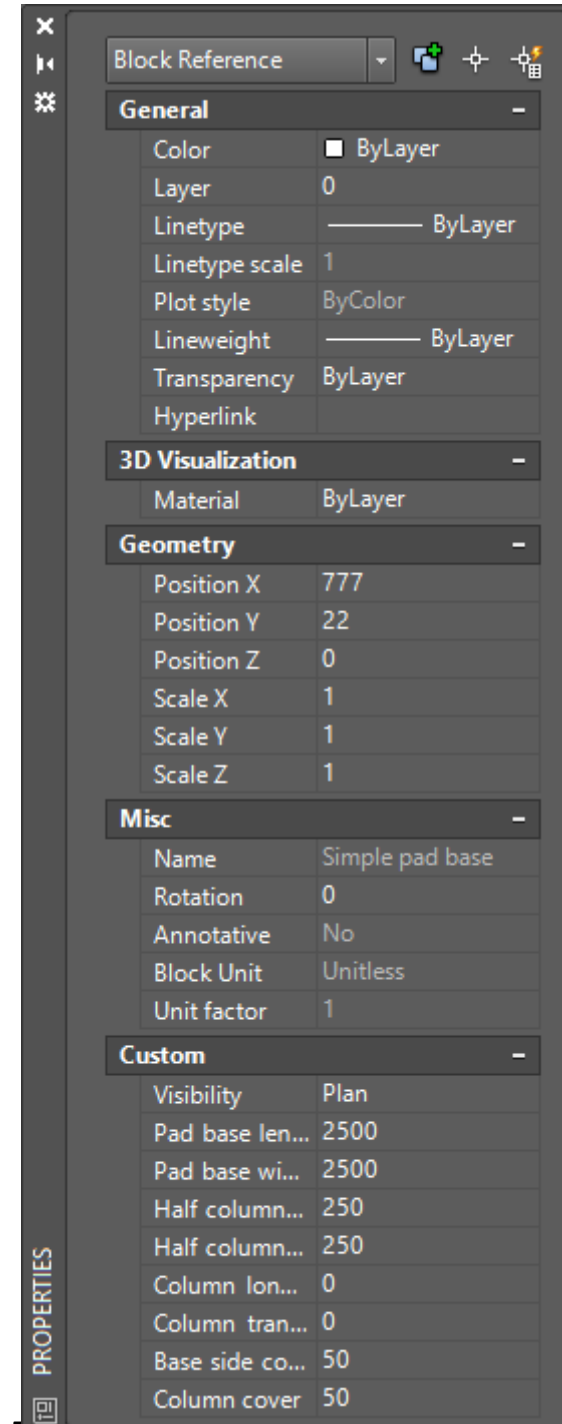 Block Reference
General
Color ByLayer
Layer 0
Linetype ByLayer
Linetype scale 1
Plot style ByColor
Lineweight ByLayer
Transparency ByLayer
Hyperlink
3D Visualization
Material ByLayer
Geometry
Position X 777
Position Y 22
Position Z 0
Scale X 1
Scale Y 1
Scale Z 1
Misc
Name Simple pad base
Rotation 0
Annotative No
Block Unit Unitless
Unit factor 1
Custom
Visibility Plan
Pad base len... 2500
Pad base wi... 2500
Half column... 250
Half column... 250
Column lon... 0
Column tran... 0
Base side co... 50
Column cover 50
PROPERTIES